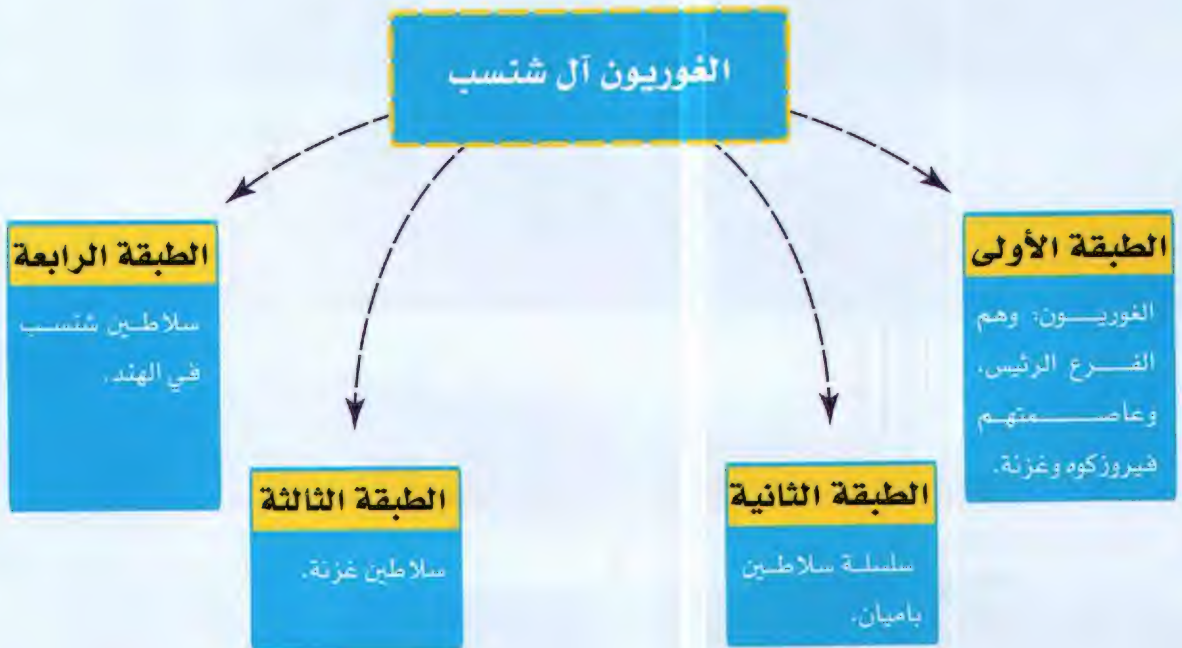 الغوريون آل شنسب
الطبقة الأولى
الغوريون: وهم
الفرع الرئيس،
وعاصمتهم
فيروزكوه وغزنة.
الطبقة الثانية
سلسلة سلاطين
باميان.
الطبقة الثالثة
سلاطين غزنة.
الطبقة الرابعة
سلاطين شنسب
في الهند.